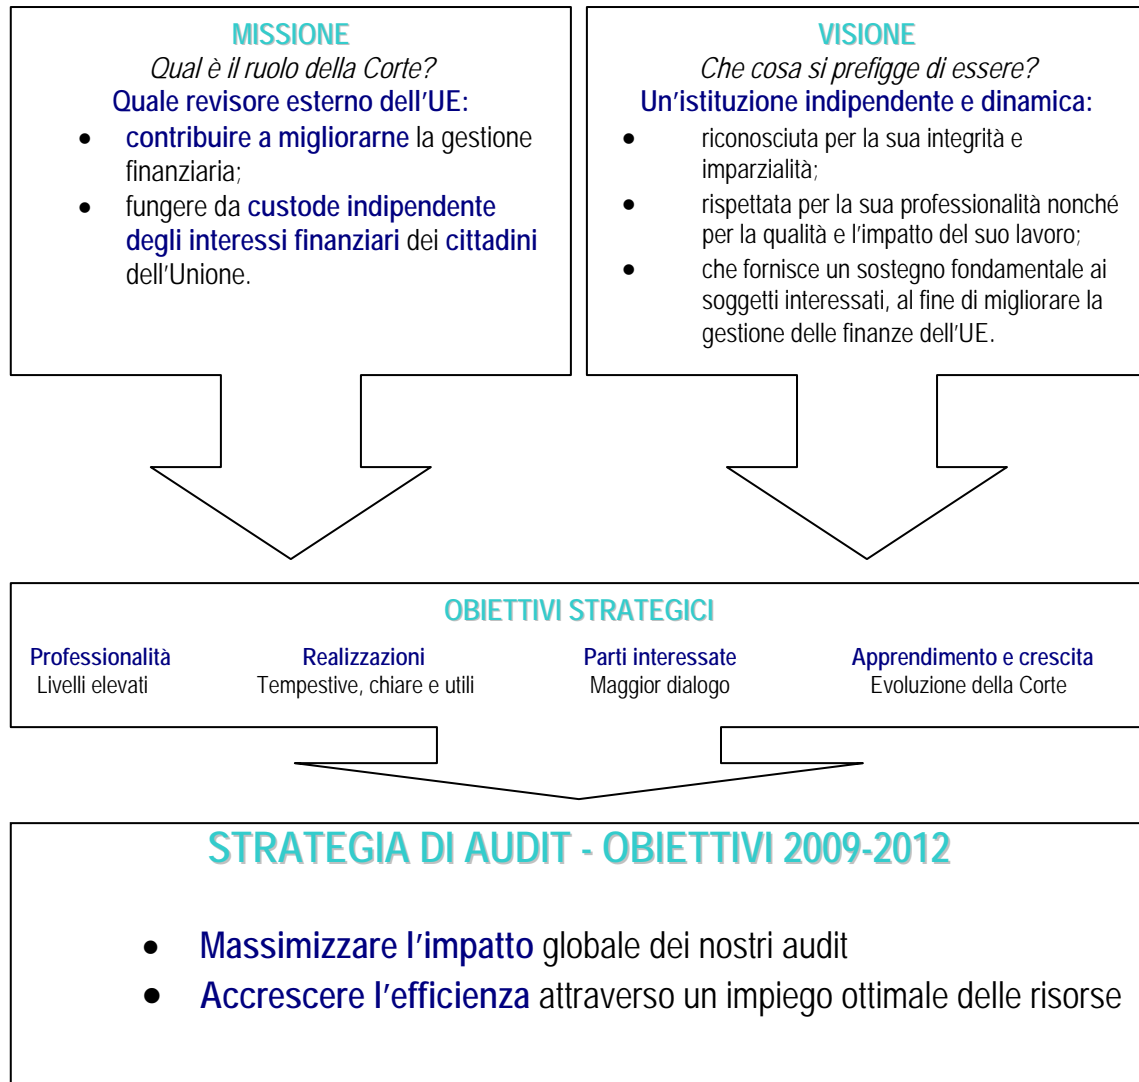 MISSIONE
Qual è il ruolo della Corte?
Quale revisore esterno dell'UE:
• contribuire a migliorarne la gestione
finanziaria;
• fungere da custode indipendente
degli interessi finanziari dei cittadini
dell'Unione.
VISIONE
Che cosa si prefigge di essere?
Un'istituzione indipendente e dinamica:
• riconosciuta per la sua integrità e
imparzialità;
• rispettata per la sua professionalità nonché
per la qualità e l'impatto del suo lavoro;
• che fornisce un sostegno fondamentale ai
soggetti interessati, al fine di migliorare la
gestione delle finanze dell'UE.
OBIETTIVI STRATEGICI
Professionalità
Livelli elevati
Realizzazioni
Tempestive, chiare e utili
Parti interessate
Maggior dialogo
Apprendimento e crescita
Evoluzione della Corte
STRATEGIA DI AUDIT - OBIETTIVI 2009-2012
• Massimizzare l'impatto globale dei nostri audit
• Accrescere l'efficienza attraverso un impiego ottimale delle risorse